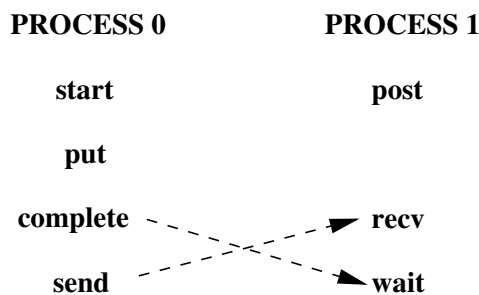 PROCESS 0 PROCESS 1
start post
put
complete recv
send wait